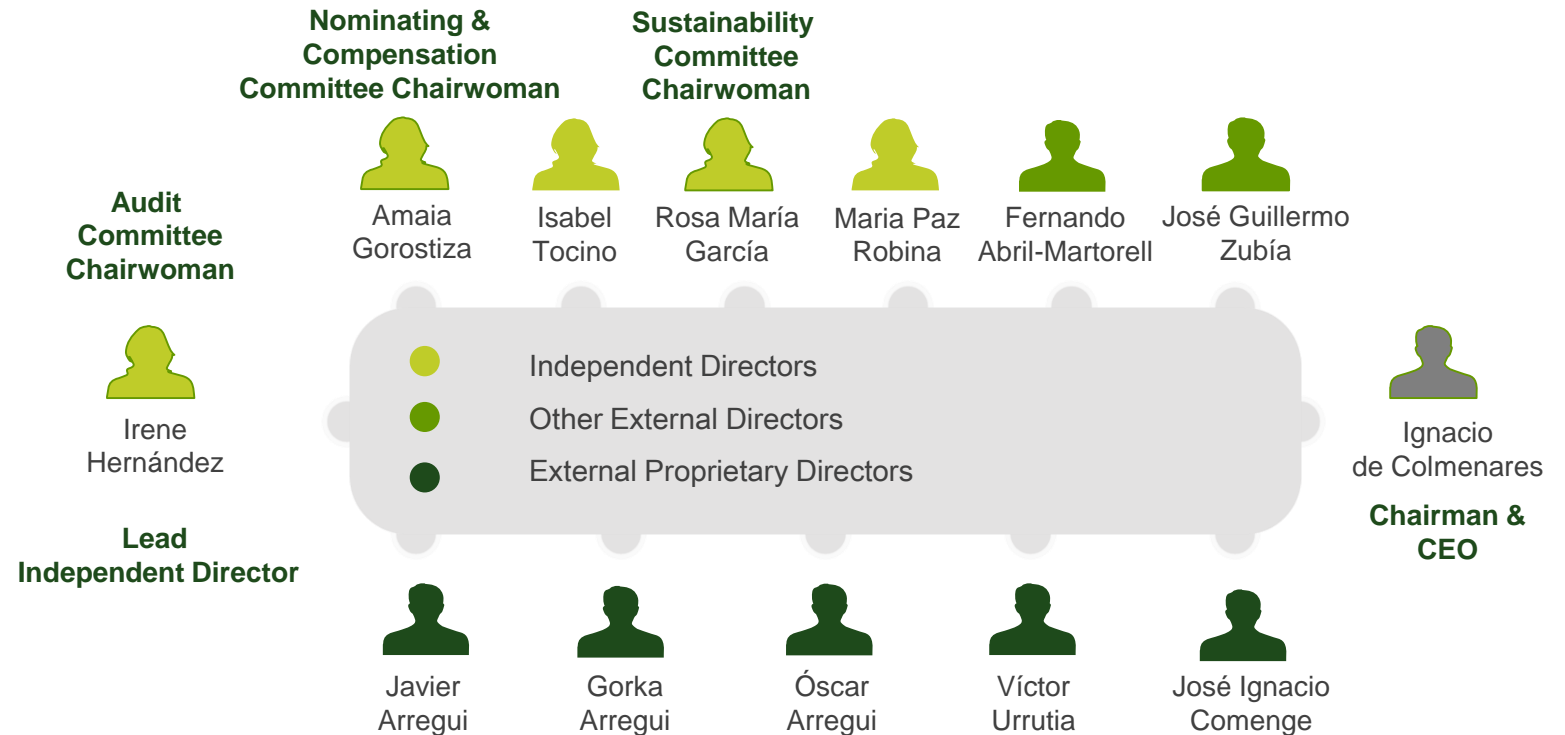 Nominating &
Compensation
Committee Chairwoman
Sustainability
Committee
Chairwoman
Amaia
Gorostiza
Isabel
Tocino
Rosa María
García
Maria Paz
Robina
Fernando
Abril-Martorell
José Guillermo
Zubía
Audit
Committee
Chairwoman
Irene
Hernández
Lead
Independent Director
Independent Directors
Other External Directors
External Proprietary Directors
Ignacio
de Colmenares
Chairman &
CEO
Javier
Arregui
Gorka
Arregui
Óscar
Arregui
Víctor
Urrutia
José Ignacio
Comenge